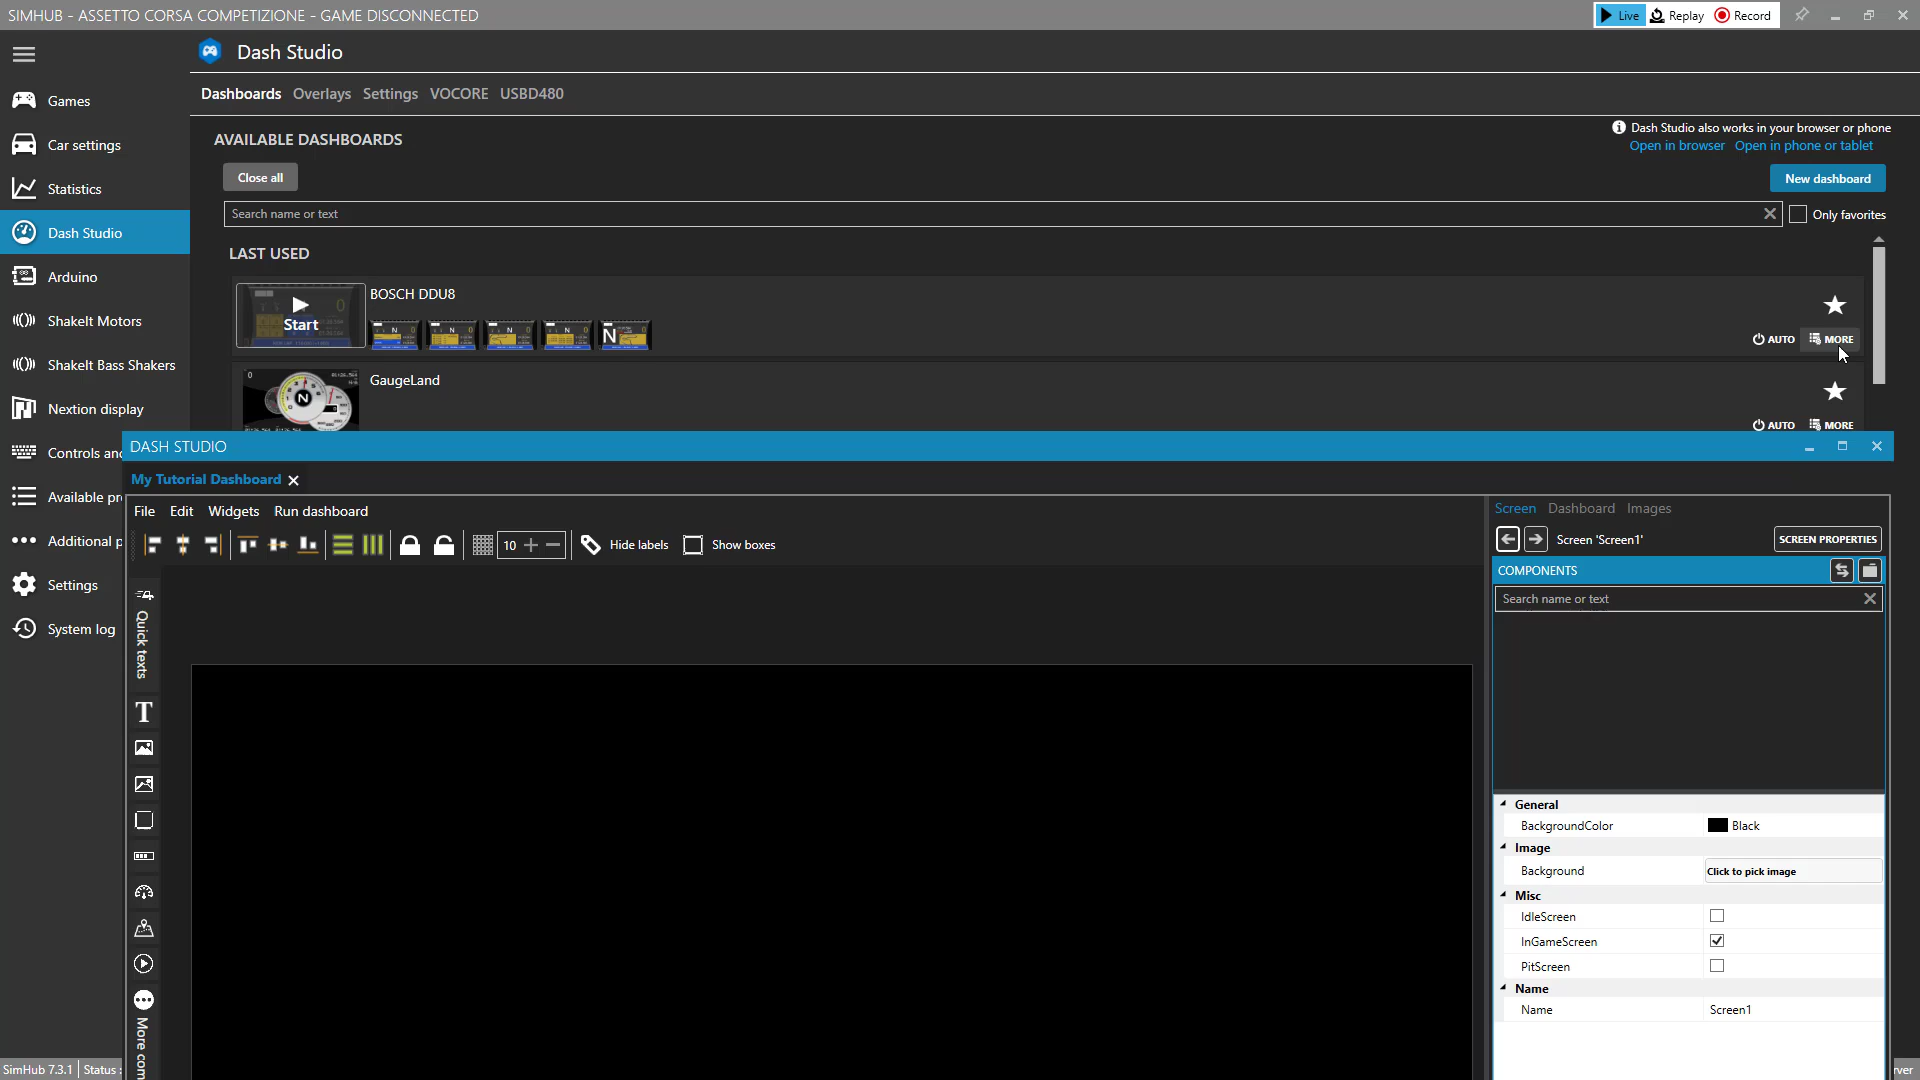 SIMHUB - ASSETTO CORSA COMPETIZIONE - GAME DISCONNECTED
Live Replay Record
Dash Studio
Games
Car settings
Statistics
Dash Studio
Arduino
ShakeIt Motors
ShakeIt Bass Shakers
Nextion display
Controls and
Available pr
Additional p
Settings
System log
Dashboards Overlays Settings VOCORE USBD480
AVAILABLE DASHBOARDS
Dash Studio also works in your browser or phone
Open in browser Open in phone or tablet
Close all
New dashboard
Search name or text
Only favorites
LAST USED
Start
BOSCH DDU8
AUTO MORE
GaugeLand
AUTO MORE
DASH STUDIO
My Tutorial Dashboard
File Edit Widgets Run dashboard
10
Hide labels
Show boxes
Quick texts
More com
Screen Dashboard Images
Screen 'Screen1'
SCREEN PROPERTIES
COMPONENTS
Search name or text
General
BackgroundColor Black
Image
Background Click to pick image
Misc
IdleScreen
InGameScreen
PitScreen
Name
Name Screen1
SimHub 7.3.1 Status :
rver